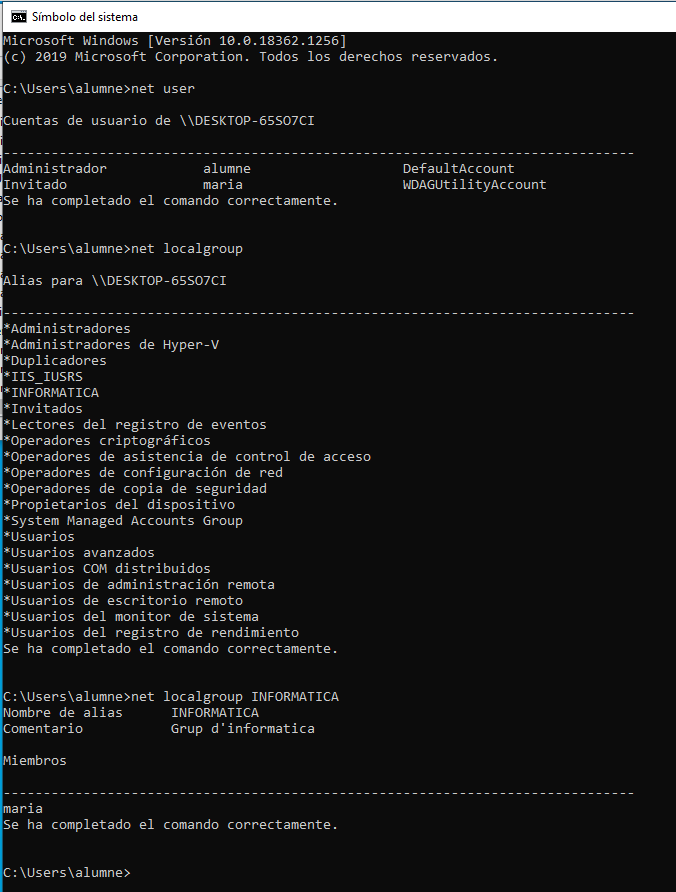 Símbolo del sistema
Microsoft Windows [Versión 10.0.18362.1256]
(c) 2019 Microsoft Corporation. Todos los derechos reservados.
C:\Users\alumne>net user
Cuentas de usuario de \\DESKTOP-65SO7CI
-------------------------------------------------------------------------------
Administrador            alumne                   DefaultAccount
Invitado                 maria                    WDAGUtilityAccount
Se ha completado el comando correctamente.
C:\Users\alumne>net localgroup
Alias para \\DESKTOP-65SO7CI
-------------------------------------------------------------------------------
*Administradores
*Administradores de Hyper-V
*Duplicadores
*IIS_IUSRS
*INFORMATICA
*Invitados
*Lectores del registro de eventos
*Operadores criptográficos
*Operadores de asistencia de control de acceso
*Operadores de configuración de red
*Operadores de copia de seguridad
*Propietarios del dispositivo
*System Managed Accounts Group
*Usuarios
*Usuarios avanzados
*Usuarios COM distribuidos
*Usuarios de administración remota
*Usuarios de escritorio remoto
*Usuarios del monitor de sistema
*Usuarios del registro de rendimiento
Se ha completado el comando correctamente.
C:\Users\alumne>net localgroup INFORMATICA
Nombre de alias      INFORMATICA
Comentario           Grup d'informatica
Miembros
-------------------------------------------------------------------------------
maria
Se ha completado el comando correctamente.
C:\Users\alumne>